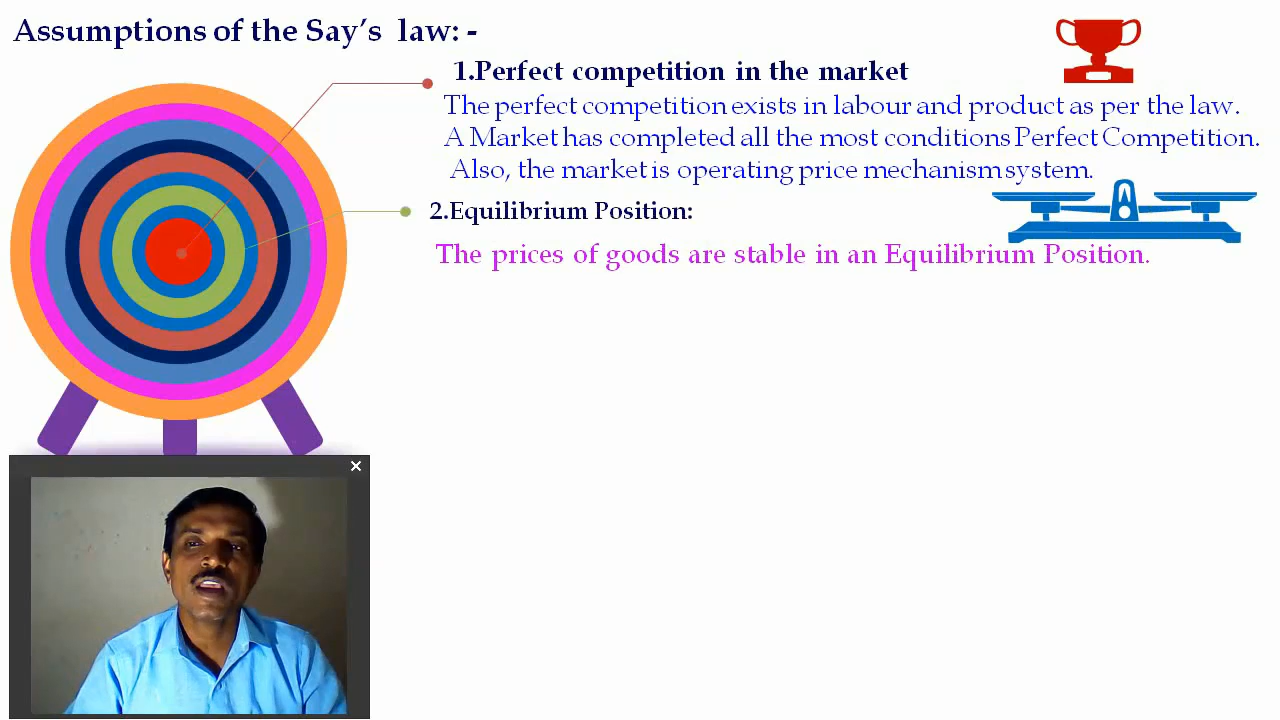 Assumptions of the Say’s law: -
1.Perfect competition in the market
The perfect competition exists in labour and product as per the law.
A Market has completed all the most conditions Perfect Competition.
Also, the market is operating price mechanism system.
2.Equilibrium Position:
The prices of goods are stable in an Equilibrium Position.